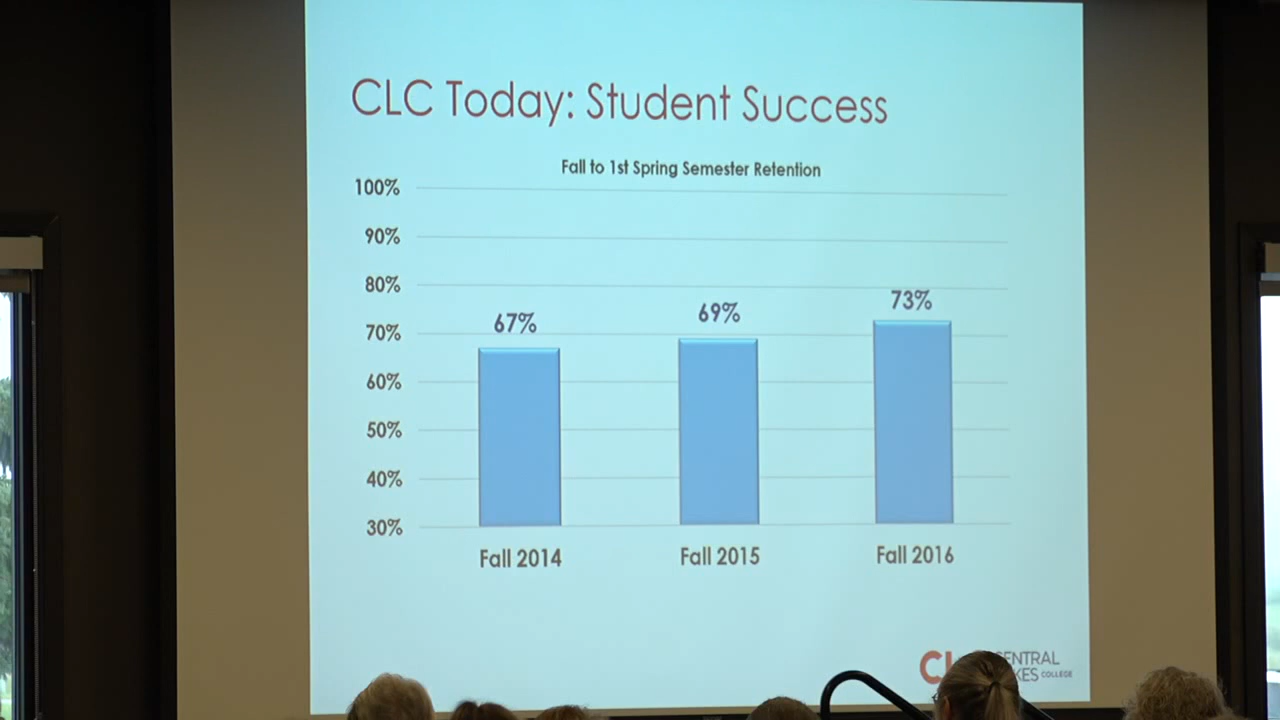 CLC Today: Student Success
Fall to 1st Spring Semester Retention
100%
90%
80%
70%
60%
50%
40%
30%
67%
69%
73%
Fall 2014
Fall 2015
Fall 2016
COLLEGE